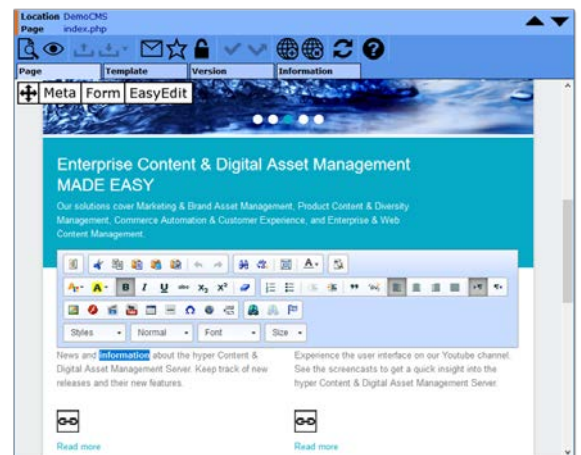 Location DemoCMS
Page index.php
Page Template Version Information
Meta Form EasyEdit
Enterprise Content & Digital Asset Management
MADE EASY
Our solutions cover Marketing & Brand Asset Management, Product Content & Diversity
Management, Commerce Automation & Customer Experience, and Enterprise & Web
Content Management.
B I U abc X₂ X²
Styles Normal Font Size
News and information about the hyper Content & Digital Asset Management Server. Keep track of new releases and their new features.
Experience the user interface on our Youtube channel. See the screencasts to get a quick insight into the hyper Content & Digital Asset Management Server.
Read more Read more